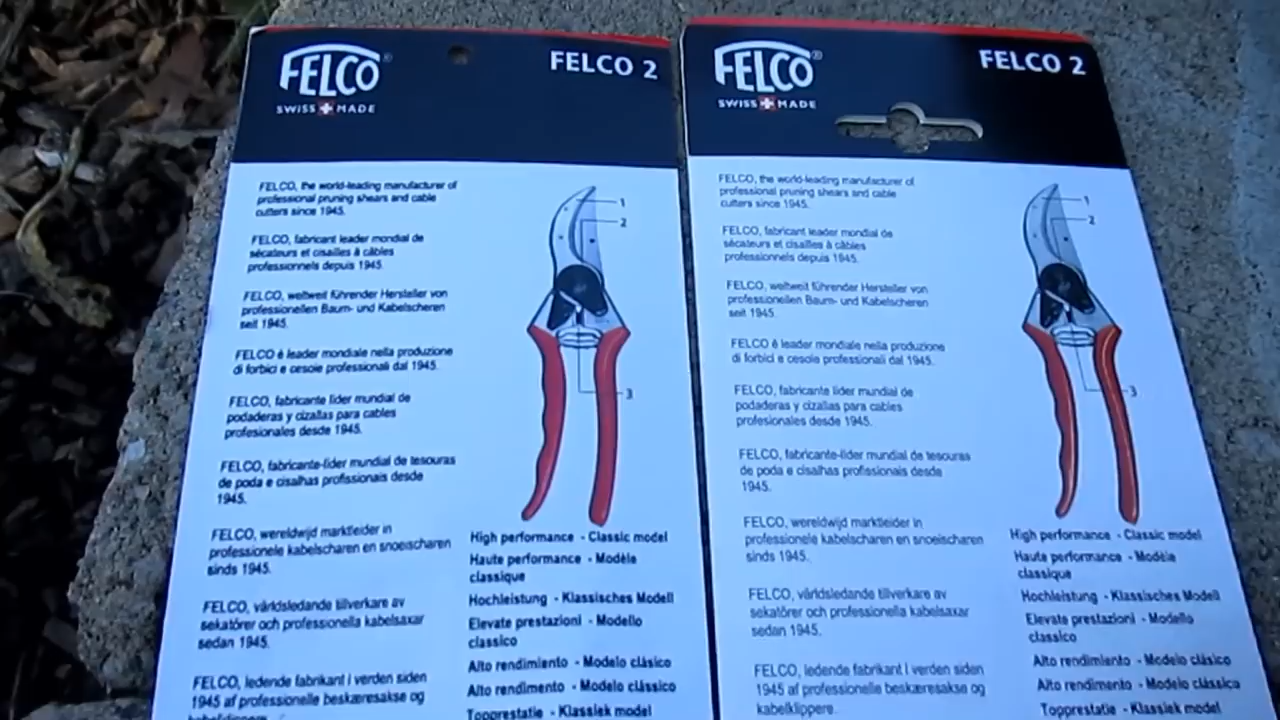 FELCO®
SWISS MADE
FELCO 2
FELCO, the world-leading manufacturer of
professional pruning shears and cable
cutters since 1945.
FELCO, fabricant leader mondial de
sécateurs et cisailles à câbles
professionnels depuis 1945.
FELCO, weltweit führender Hersteller von
professionellen Baum- und Kabelscheren
seit 1945.
FELCO è leader mondiale nella produzione
di forbici e cesoie professionali dal 1945.
FELCO, fabricante líder mundial de
podaderas y cizallas para cables
profesionales desde 1945.
FELCO, fabricante-líder mundial de tesouras
de poda e cisalhas profissionais desde
1945.
FELCO, wereldwijd marktleider in
professionele kabelscharen en snoeischaren
sinds 1945.
FELCO, världsledande tillverkare av
sekatörer och professionella kabelsaxar
sedan 1945.
FELCO, ledende fabrikant i verden siden
1945 af professionelle beskæresakse og
kabelklippere.
1
2
3
High performance - Classic model
Haute performance - Modèle
classique
Hochleistung - Klassisches Modell
Elevate prestazioni - Modello
classico
Alto rendimiento - Modelo clásico
Alto rendimento - Modelo clássico
Topprestatie - Klassiek model
FELCO®
SWISS MADE
FELCO 2
FELCO, the world-leading manufacturer of
professional pruning shears and cable
cutters since 1945.
FELCO, fabricant leader mondial de
sécateurs et cisailles à câbles
professionnels depuis 1945.
FELCO, weltweit führender Hersteller von
professionellen Baum- und Kabelscheren
seit 1945.
FELCO è leader mondiale nella produzione
di forbici e cesoie professionali dal 1945.
FELCO, fabricante líder mundial de
podaderas y cizallas para cables
profesionales desde 1945.
FELCO, fabricante-líder mundial de tesouras
de poda e cisalhas profissionais desde
1945.
FELCO, wereldwijd marktleider in
professionele kabelscharen en snoeischaren
sinds 1945.
FELCO, världsledande tillverkare av
sekatörer och professionella kabelsaxar
sedan 1945.
FELCO, ledende fabrikant i verden siden
1945 af professionelle beskæresakse og
kabelklippere.
1
2
3
High performance - Classic model
Haute performance - Modèle
classique
Hochleistung - Klassisches Modell
Elevate prestazioni - Modello
classico
Alto rendimiento - Modelo clásico
Alto rendimento - Modelo clássico
Topprestatie - Klassiek model